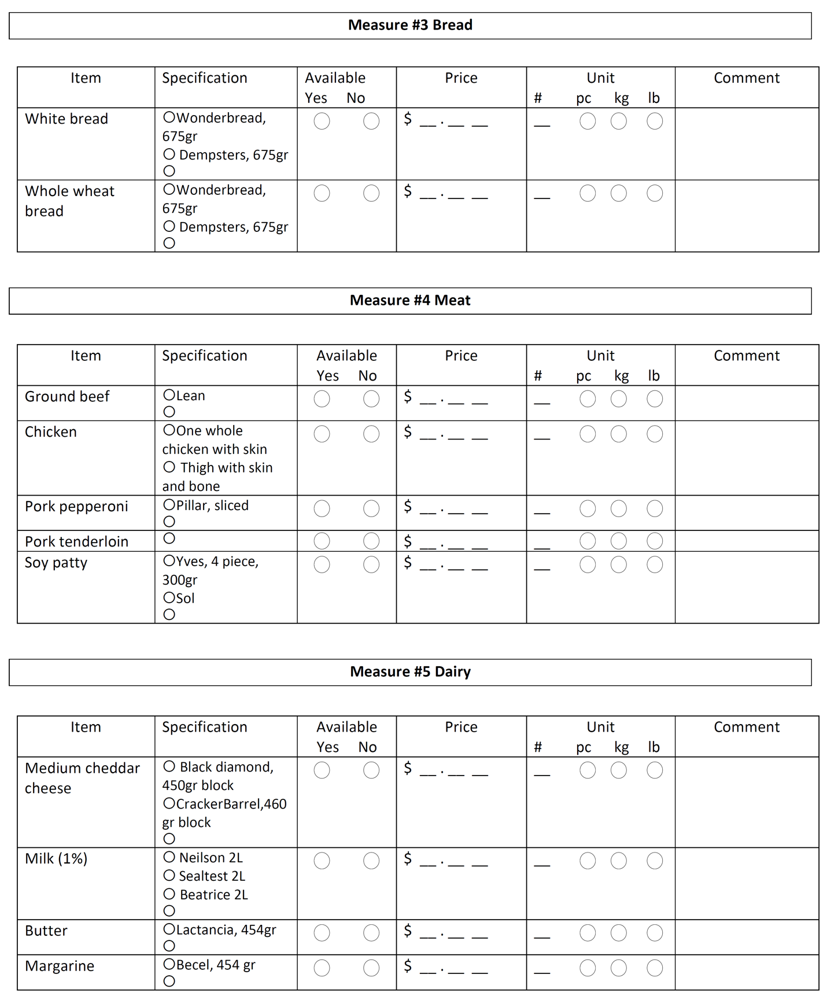 Measure #3 Bread
Item Specification Available Price Unit Comment
Yes No # pc kg lb
White bread ○Wonderbread, ○ ○ $ __ . __ __ __ ○ ○ ○
675gr
○ Dempsters, 675gr
○
Whole wheat ○Wonderbread, ○ ○ $ __ . __ __ __ ○ ○ ○
bread 675gr
○ Dempsters, 675gr
○
Measure #4 Meat
Item Specification Available Price Unit Comment
Yes No # pc kg lb
Ground beef ○Lean ○ ○ $ __ . __ __ __ ○ ○ ○
○
Chicken ○One whole ○ ○ $ __ . __ __ __ ○ ○ ○
chicken with skin
○ Thigh with skin
and bone
Pork pepperoni ○Pillar, sliced ○ ○ $ __ . __ __ __ ○ ○ ○
○
Pork tenderloin ○ ○ ○ $ __ . __ __ __ ○ ○ ○
Soy patty ○Yves, 4 piece, ○ ○ $ __ . __ __ __ ○ ○ ○
300gr
○Sol
○
Measure #5 Dairy
Item Specification Available Price Unit Comment
Yes No # pc kg lb
Medium cheddar ○ Black diamond, ○ ○ $ __ . __ __ __ ○ ○ ○
cheese 450gr block
○CrackerBarrel,460
gr block
○
Milk (1%) ○ Neilson 2L ○ ○ $ __ . __ __ __ ○ ○ ○
○ Sealtest 2L
○ Beatrice 2L
○
Butter ○Lactancia, 454gr ○ ○ $ __ . __ __ __ ○ ○ ○
○
Margarine ○Becel, 454 gr ○ ○ $ __ . __ __ __ ○ ○ ○
○